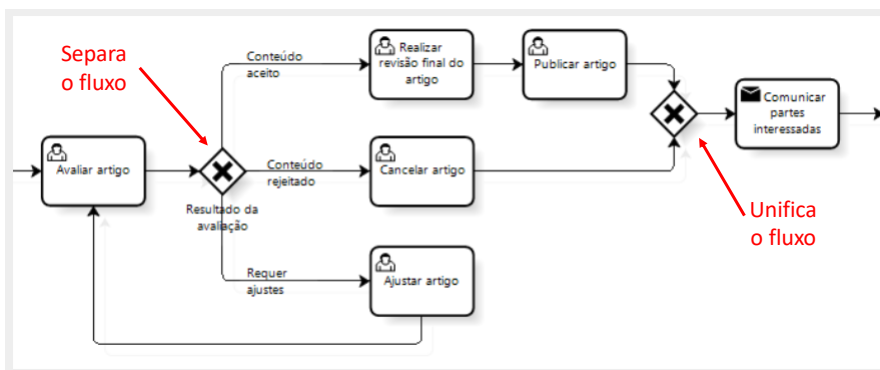 Separa
o fluxo
Conteúdo
aceito
Realizar
revisão final do
artigo
Publicar artigo
Comunicar
partes
interessadas
Avaliar artigo
Conteúdo
rejeitado
Cancelar artigo
Resultado da
avaliação
Unifica
o fluxo
Requer
ajustes
Ajustar artigo